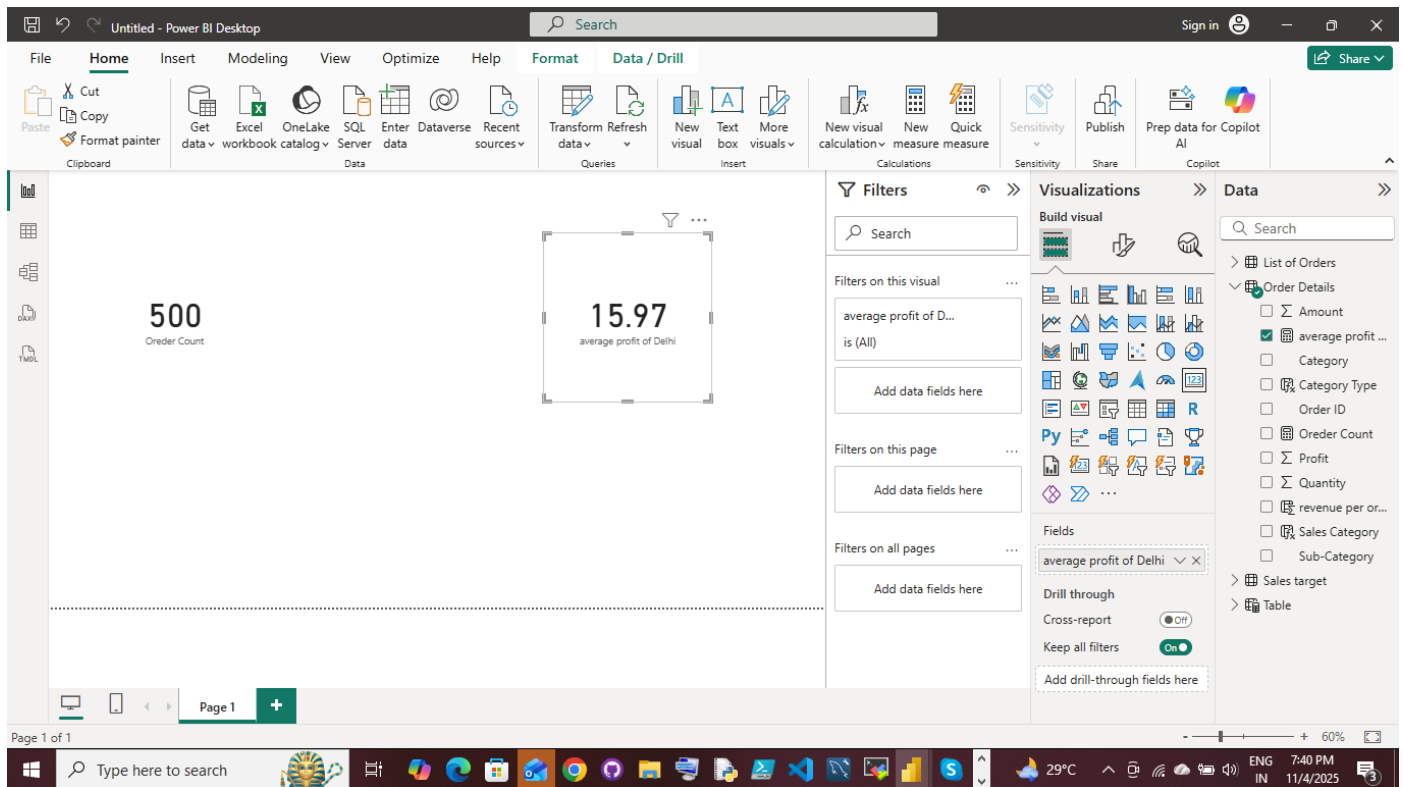 Untitled - Power BI Desktop
Search
Sign in
File Home Insert Modeling View Optimize Help Format Data / Drill
Share
Paste
Cut
Copy
Format painter
Clipboard
Get data
Excel workbook
OneLake catalog
SQL Server
Enter data
Dataverse
Recent sources
Data
Transform data
Refresh
Queries
New visual
Text box
More visuals
Insert
New visual calculation
New measure
Quick measure
Calculations
Sensitivity
Sensitivity
Publish
Share
Prep data for AI
Copilot
Copilot
DAX
TMDL
500
Oreder Count
15.97
average profit of Delhi
Filters
Search
Filters on this visual
average profit of D...
is (All)
Add data fields here
Filters on this page
Add data fields here
Filters on all pages
Add data fields here
Visualizations
Build visual
123
R
Py
123
Fields
average profit of Delhi
Drill through
Cross-report
Off
Keep all filters
On
Add drill-through fields here
Data
Search
List of Orders
Order Details
Amount
average profit ...
Category
Category Type
Order ID
Oreder Count
Profit
Quantity
revenue per or...
Sales Category
Sub-Category
Sales target
Table
Page 1
Page 1 of 1
- + 60%
Type here to search
29°C
ENG
IN
7:40 PM
11/4/2025
3